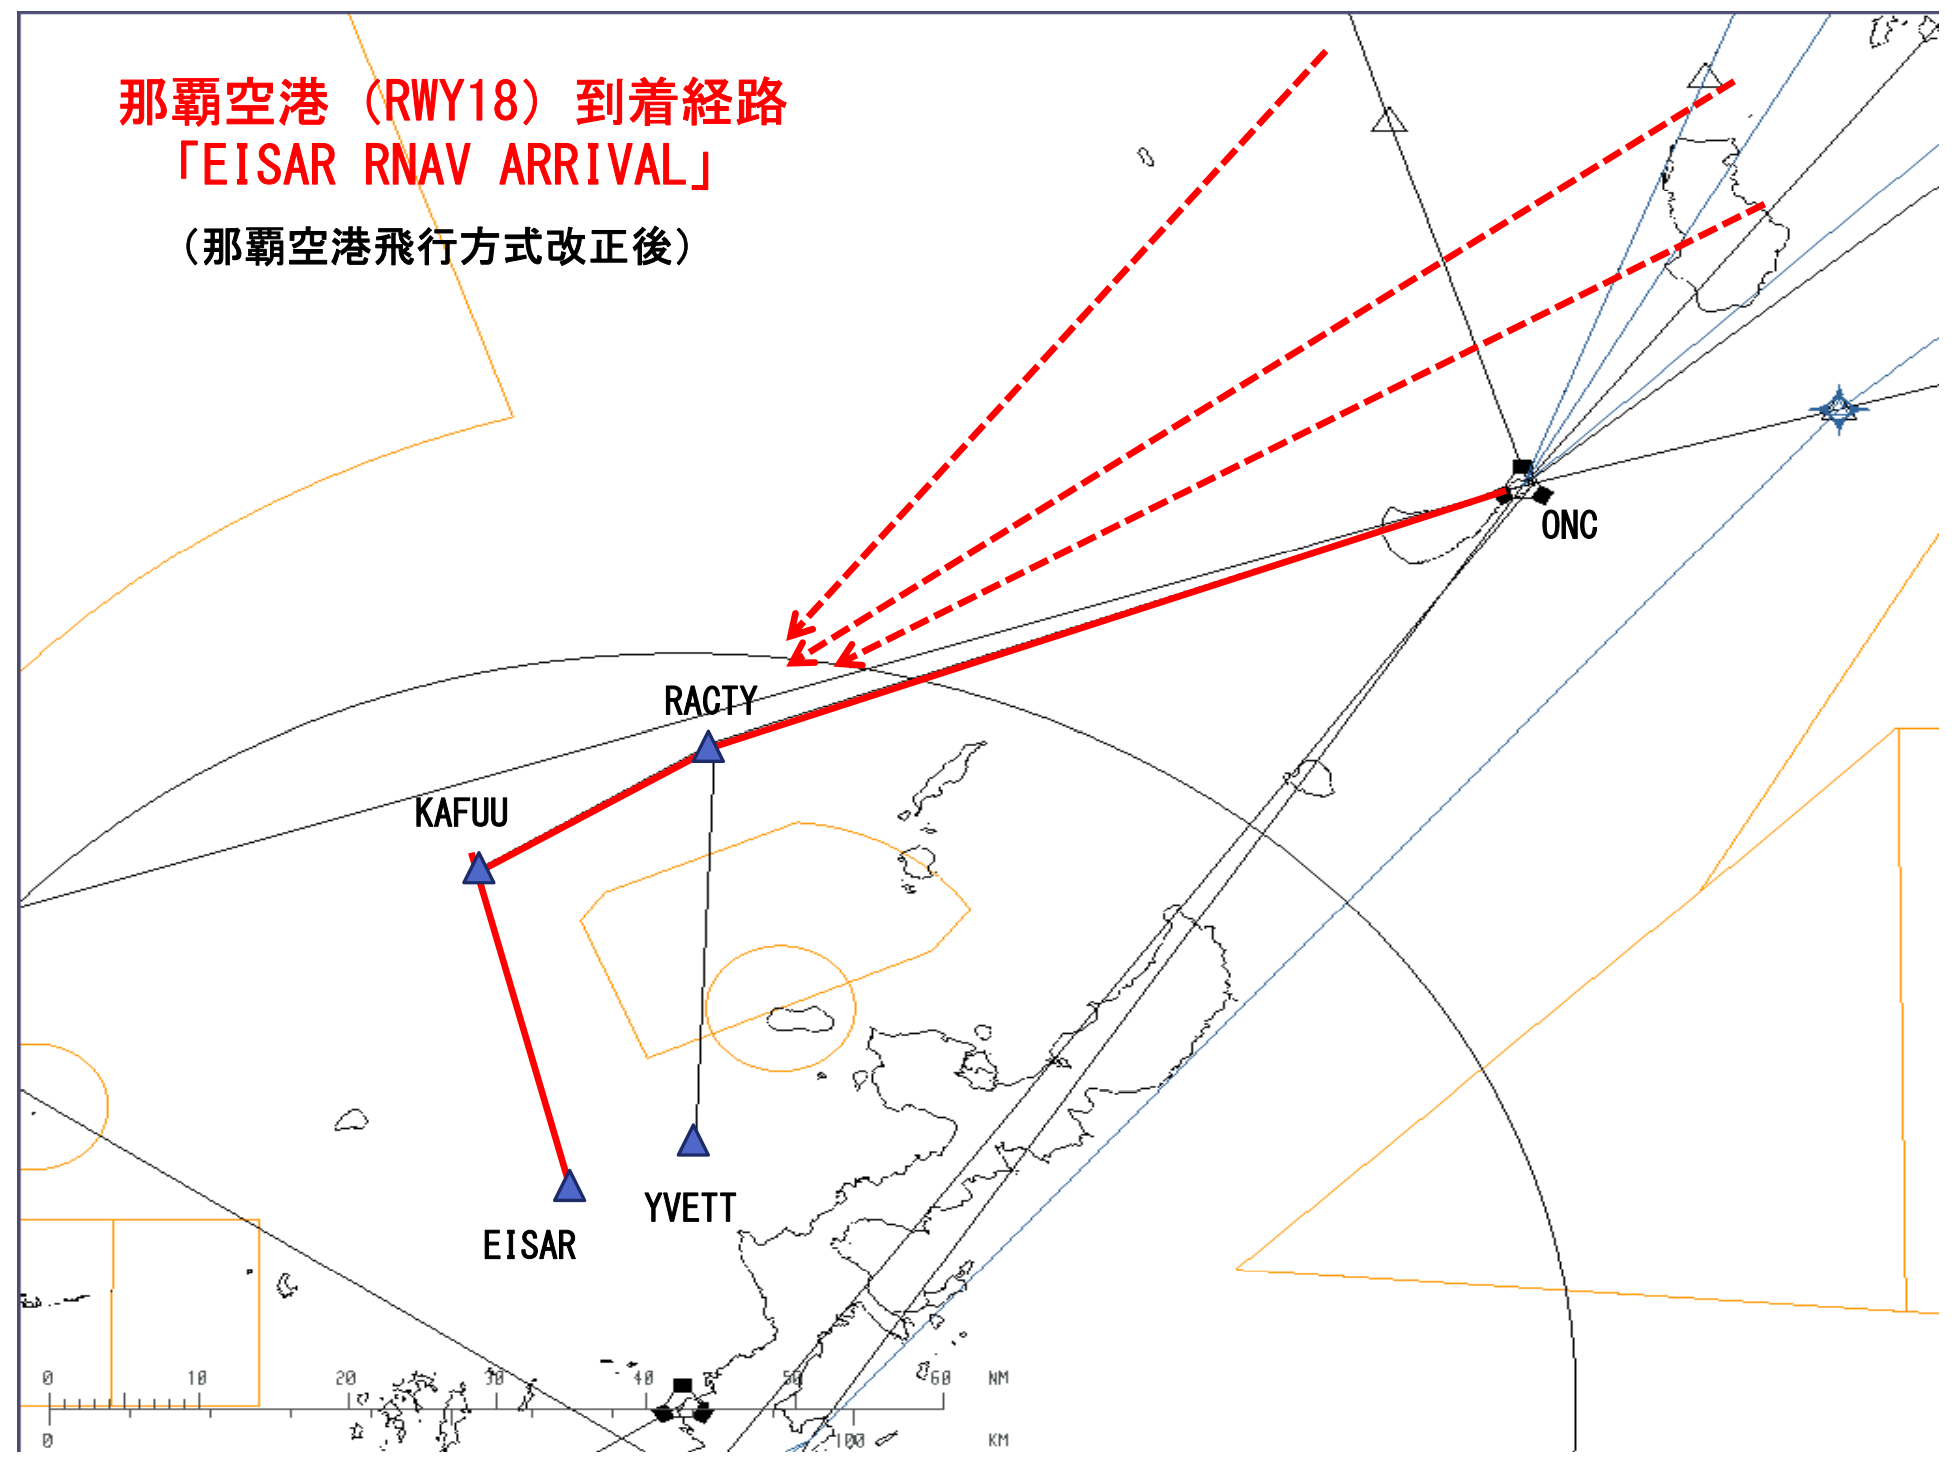 那覇空港（RWY18）到着経路
「EISAR RNAV ARRIVAL」
（那覇空港飛行方式改正後）
ONC
RACTY
KAFUU
YVETT
EISAR
0 10 20 30 40 50 60 NM
0 100 KM